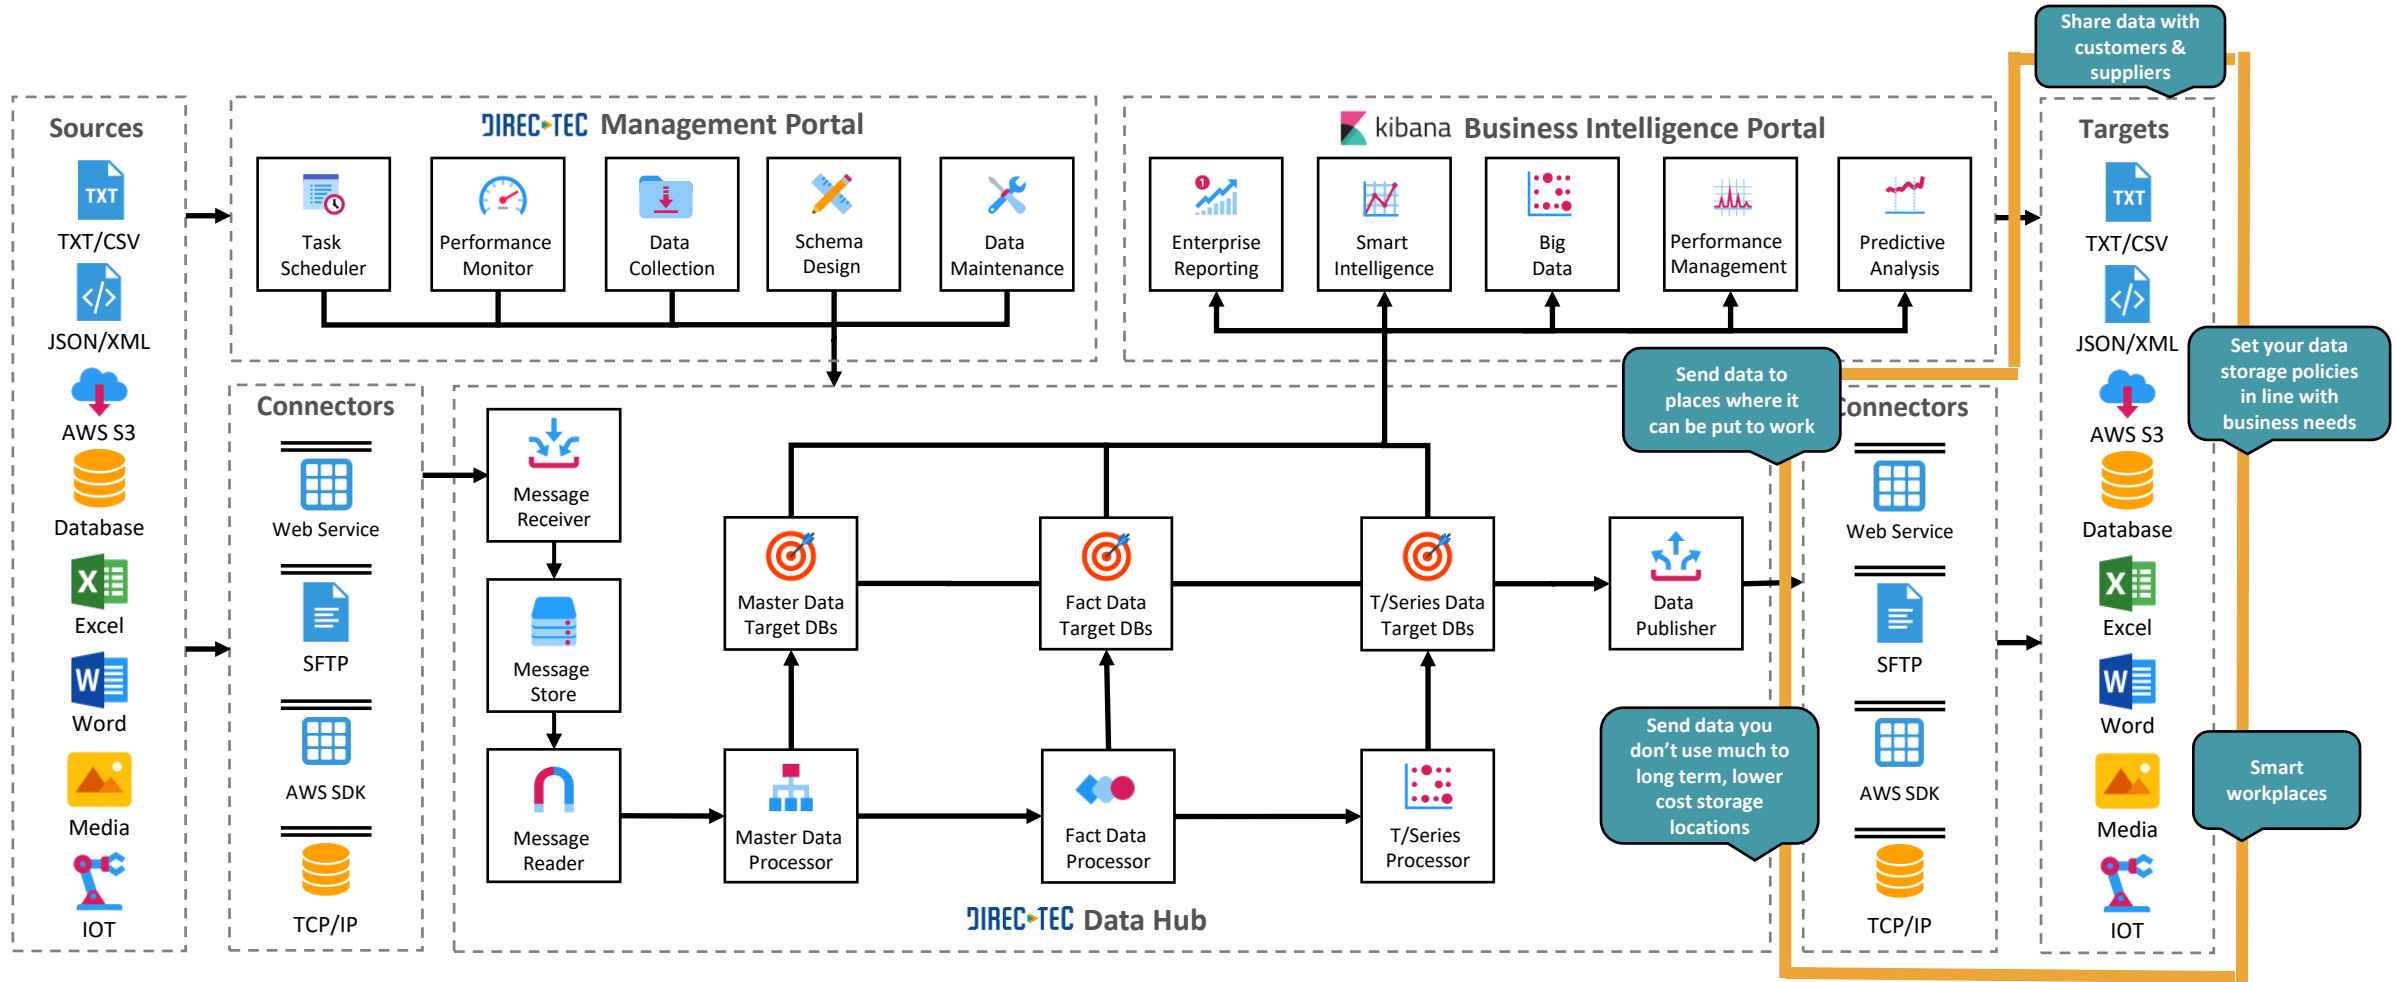 Share data with
customers &
suppliers
Sources
TXT
TXT/CSV
JSON/XML
AWS S3
Database
X
Excel
W
Word
Media
IOT
DIREC TEC Management Portal
Task
Scheduler
Performance
Monitor
Data
Collection
Schema
Design
Data
Maintenance
kibana Business Intelligence Portal
1
Enterprise
Reporting
Smart
Intelligence
Big
Data
Performance
Management
Predictive
Analysis
Targets
TXT
TXT/CSV
JSON/XML
AWS S3
Database
X
Excel
W
Word
Media
IOT
Set your data
storage policies
in line with
business needs
Smart
workplaces
Connectors
Web Service
SFTP
AWS SDK
TCP/IP
Message
Receiver
Message
Store
Message
Reader
Master Data
Target DBs
Fact Data
Target DBs
T/Series Data
Target DBs
Data
Publisher
Master Data
Processor
Fact Data
Processor
T/Series
Processor
DIREC TEC Data Hub
Send data to
places where it
can be put to work
Send data you
don't use much to
long term, lower
cost storage
locations
onnectors
Web Service
SFTP
AWS SDK
TCP/IP